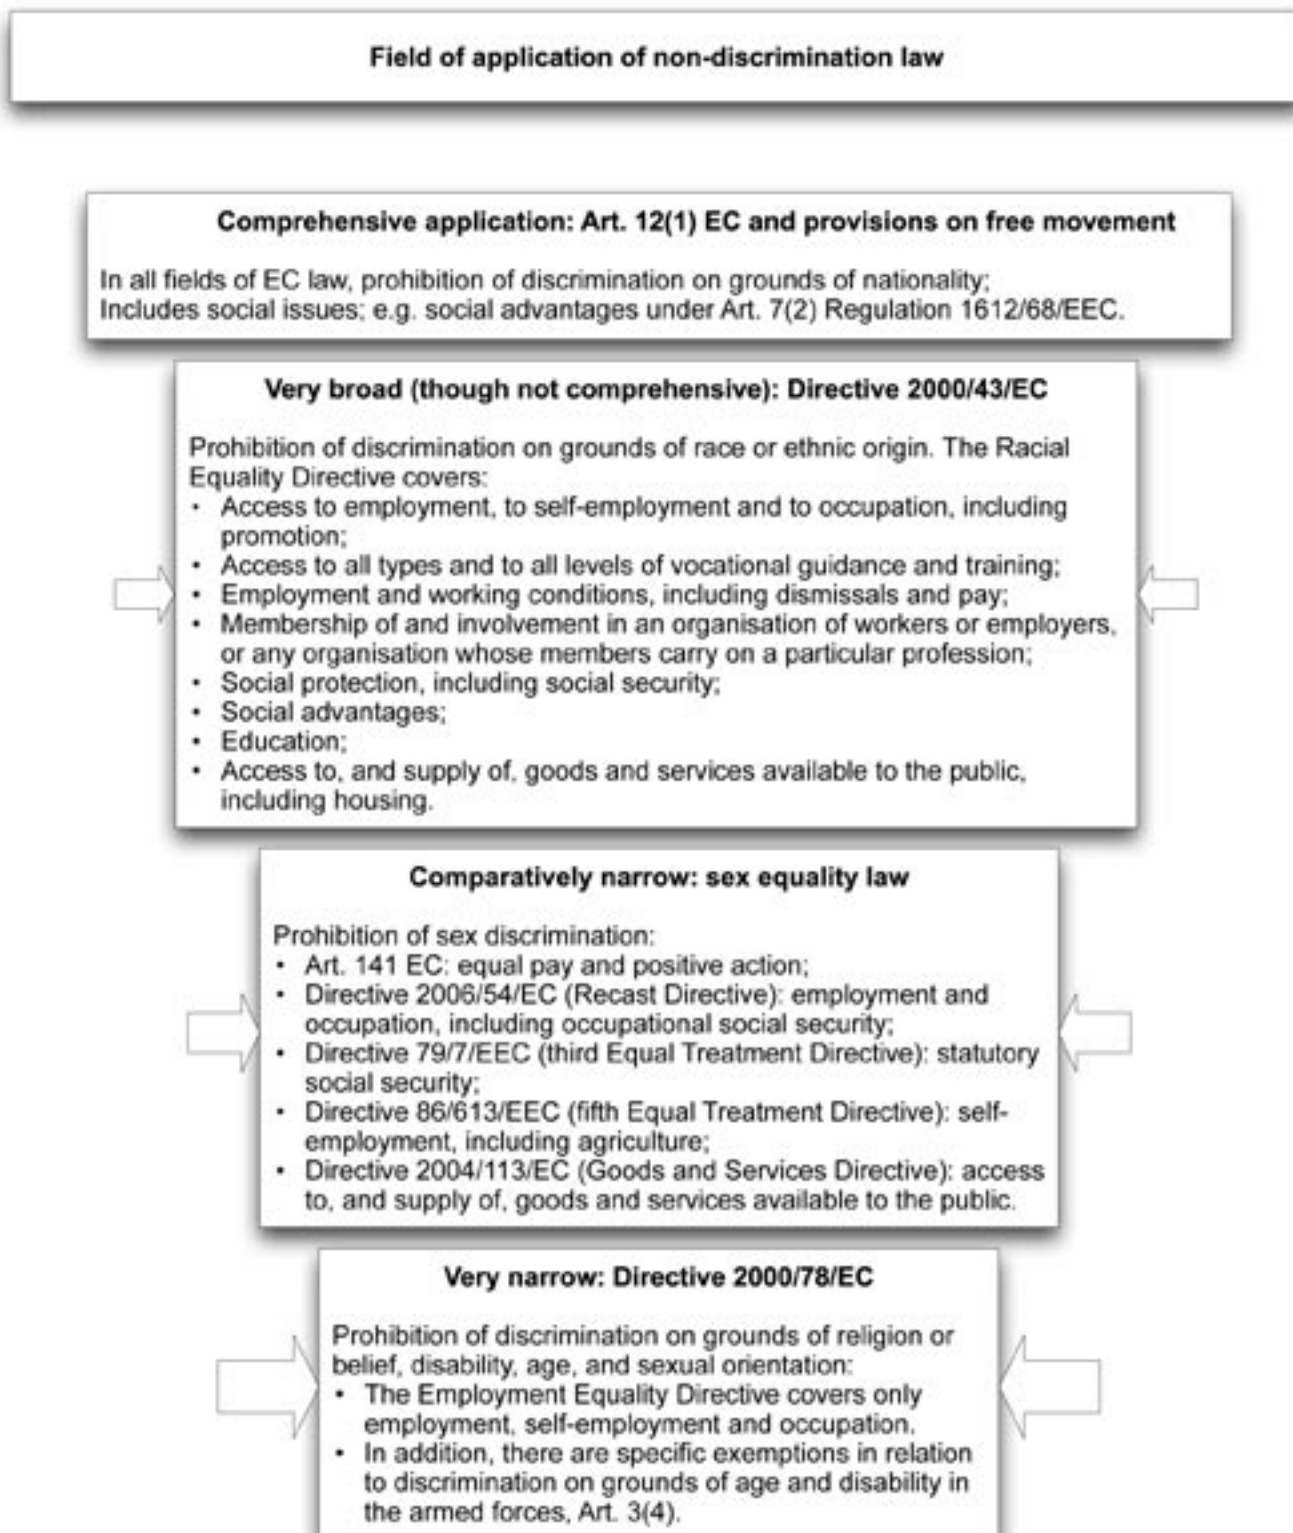 Field of application of non-discrimination law
Comprehensive application: Art. 12(1) EC and provisions on free movement
In all fields of EC law, prohibition of discrimination on grounds of nationality;
Includes social issues; e.g. social advantages under Art. 7(2) Regulation 1612/68/EEC.
Very broad (though not comprehensive): Directive 2000/43/EC
Prohibition of discrimination on grounds of race or ethnic origin. The Racial
Equality Directive covers:
• Access to employment, to self-employment and to occupation, including
promotion;
• Access to all types and to all levels of vocational guidance and training;
• Employment and working conditions, including dismissals and pay;
• Membership of and involvement in an organisation of workers or employers,
or any organisation whose members carry on a particular profession;
• Social protection, including social security;
• Social advantages;
• Education;
• Access to, and supply of, goods and services available to the public,
including housing.
Comparatively narrow: sex equality law
Prohibition of sex discrimination:
• Art. 141 EC: equal pay and positive action;
• Directive 2006/54/EC (Recast Directive): employment and
occupation, including occupational social security;
• Directive 79/7/EEC (third Equal Treatment Directive): statutory
social security;
• Directive 86/613/EEC (fifth Equal Treatment Directive): self-
employment, including agriculture;
• Directive 2004/113/EC (Goods and Services Directive): access
to, and supply of, goods and services available to the public.
Very narrow: Directive 2000/78/EC
Prohibition of discrimination on grounds of religion or
belief, disability, age, and sexual orientation:
• The Employment Equality Directive covers only
employment, self-employment and occupation.
• In addition, there are specific exemptions in relation
to discrimination on grounds of age and disability in
the armed forces, Art. 3(4).